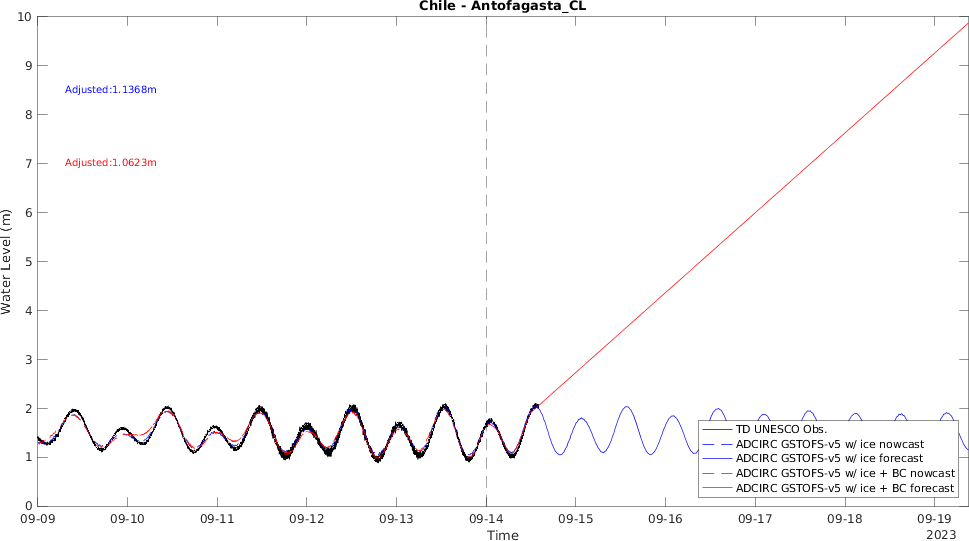 Chile - Antofagasta_CL
10
9
8
7
6
5
4
3
2
1
0
Water Level (m)
Adjusted:1.1368m
Adjusted:1.0623m
TD UNESCO Obs.
ADCIRC GSTOFS-v5 w/ ice nowcast
ADCIRC GSTOFS-v5 w/ ice forecast
ADCIRC GSTOFS-v5 w/ ice + BC nowcast
ADCIRC GSTOFS-v5 w/ ice + BC forecast
09-09 09-10 09-11 09-12 09-13 09-14 09-15 09-16 09-17 09-18 09-19
2023
Time